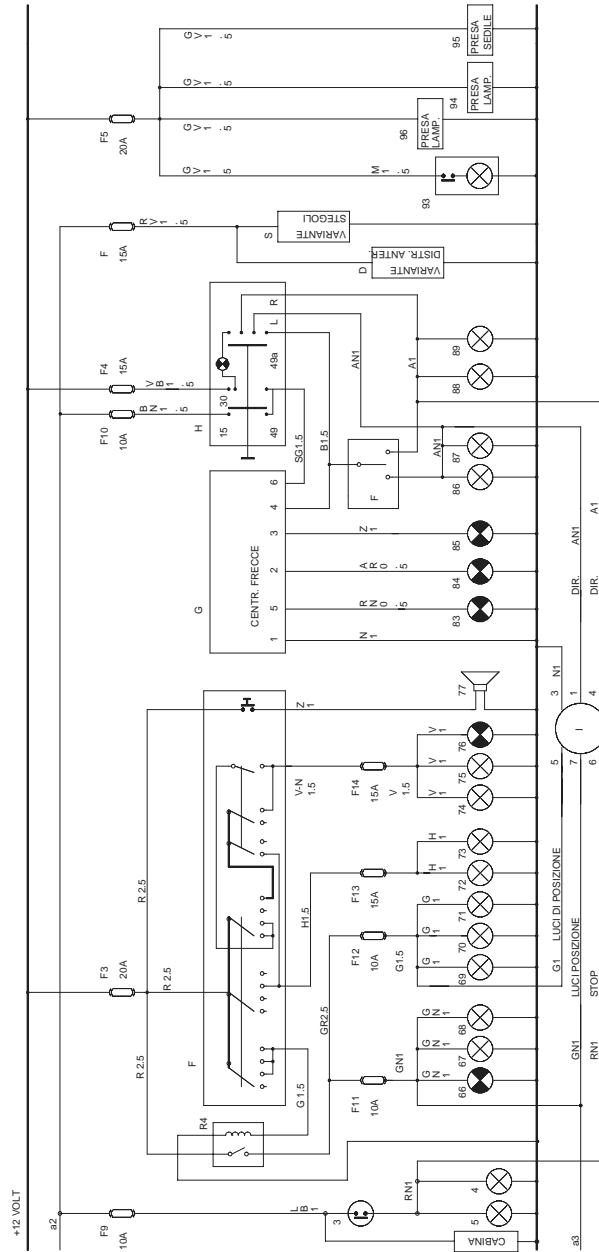 +12 VOLT
a2
F9
10A
L B 1
3
RN1
5
4
CABINA
a3
F3
20A
R 2.5
R 2.5
R 2.5
F
R4
G 1.5
GR2.5
H1.5
V-N
1.5
Z 1
F11
10A
F12
10A
F13
15A
F14
15A
GN1
G1.5
V
1.5
G N 1
G N 1
G N 1
G 1
G 1
G 1
H 1
H 1
V 1
V 1
V 1
66
67
68
69
70
71
72
73
74
75
76
77
G1 LUCI DI POSIZIONE
GN1 LUCI POSIZIONE
RN1 STOP
5
3
N1
7
I
1
6
4
DIR. AN1
DIR. A1
G
CENTR. FRECCE
1
5
2
3
4
6
N 1
R N 0 .5
A R 0 .5
Z 1
83
84
85
86
87
88
89
F10
10A
F4
15A
B N 1 .5
V B 1 .5
H
15
30
49
49a
SG1.5
B1.5
R
L
F
AN1
AN1
A1
F
15A
R V 1 .5
S
VARIANTE
STEGOLI
D
VARIANTE
DISTR. ANTER.
F5
20A
G V 1 .5
G V 1 .5
G V 1 .5
G V 1 .5
M 1 .5
93
96
PRESA
LAMP.
94
PRESA
LAMP.
95
PRESA
SEDILE